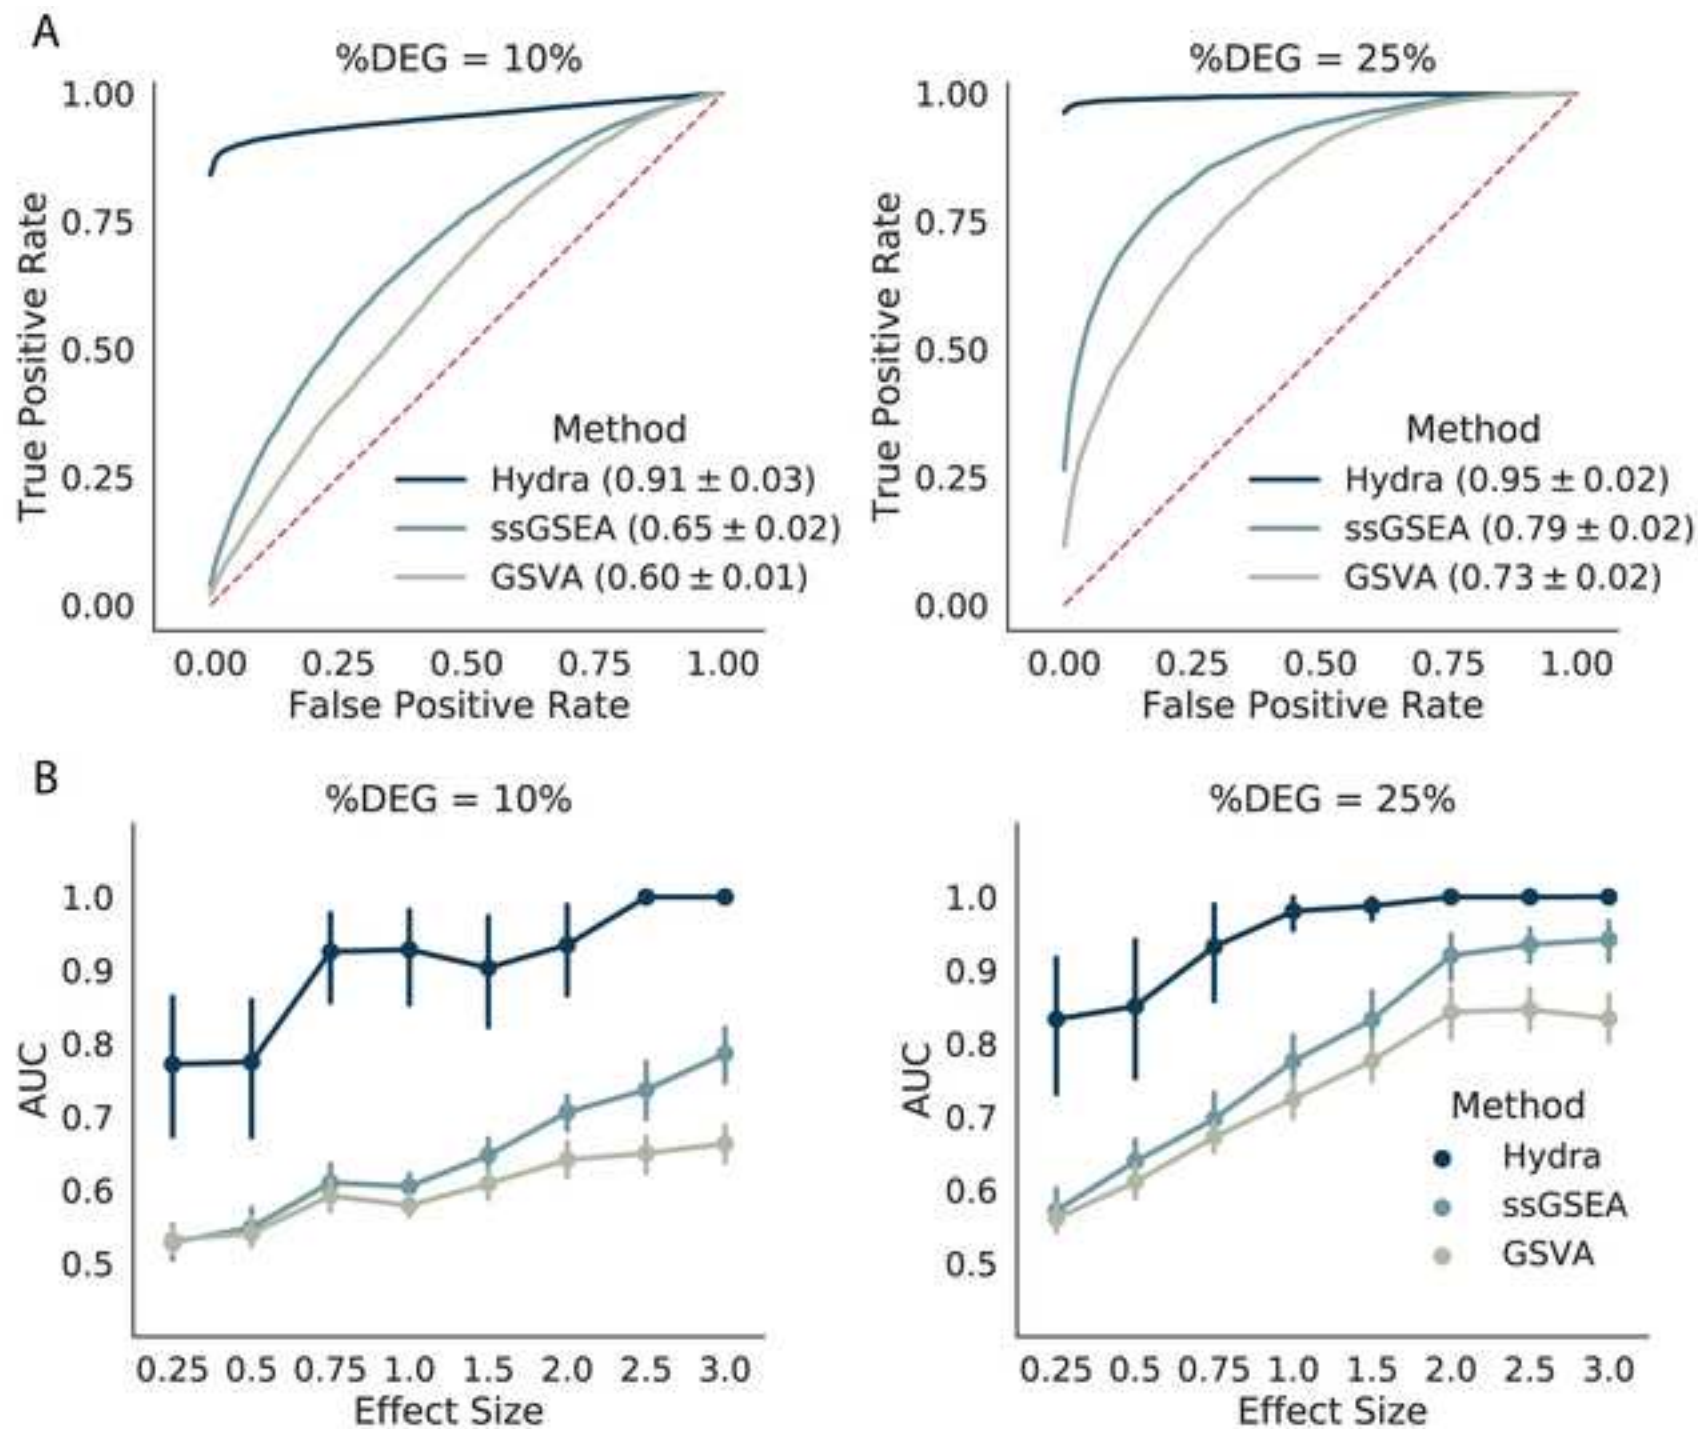 A
%DEG = 10%
1.00
0.75
0.50
0.25
0.00
True Positive Rate
Method
Hydra (0.91 ± 0.03)
ssGSEA (0.65 ± 0.02)
GSVA (0.60 ± 0.01)
0.00 0.25 0.50 0.75 1.00
False Positive Rate
%DEG = 25%
1.00
0.75
0.50
0.25
0.00
True Positive Rate
Method
Hydra (0.95 ± 0.02)
ssGSEA (0.79 ± 0.02)
GSVA (0.73 ± 0.02)
0.00 0.25 0.50 0.75 1.00
False Positive Rate
B
%DEG = 10%
1.0
0.9
0.8
0.7
0.6
0.5
AUC
0.25 0.5 0.75 1.0 1.5 2.0 2.5 3.0
Effect Size
%DEG = 25%
1.0
0.9
0.8
0.7
0.6
0.5
AUC
Method
Hydra
ssGSEA
GSVA
0.25 0.5 0.75 1.0 1.5 2.0 2.5 3.0
Effect Size